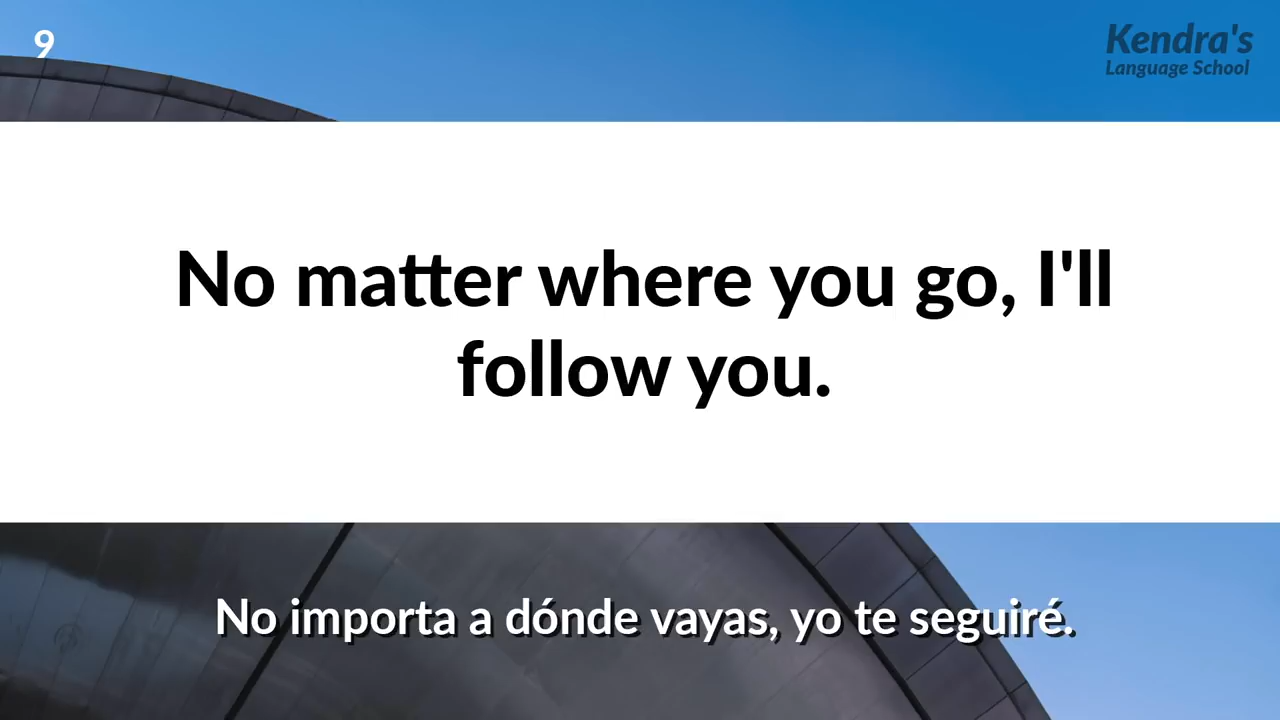 9
Kendra's
Language School
No matter where you go, I'll
follow you.
No importa a dónde vayas, yo te seguiré.